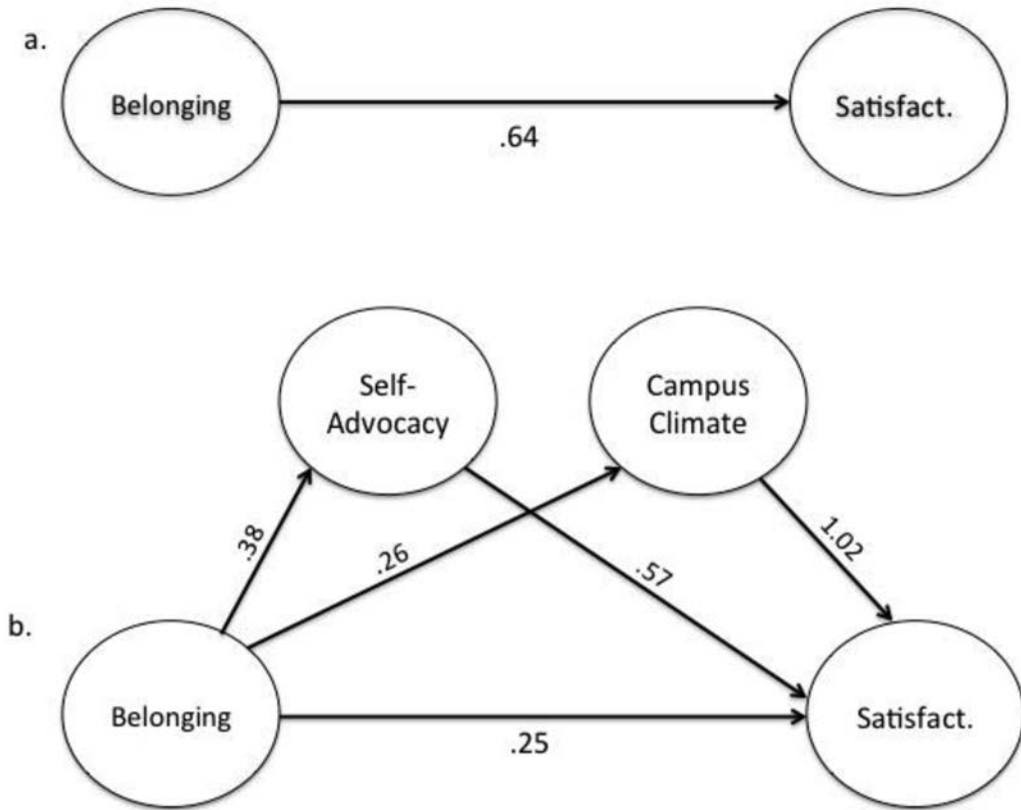 a.
Belonging
Satisfact.
.64
Self-
Advocacy
Campus
Climate
.38
.26
.57
1.02
b.
Belonging
Satisfact.
.25